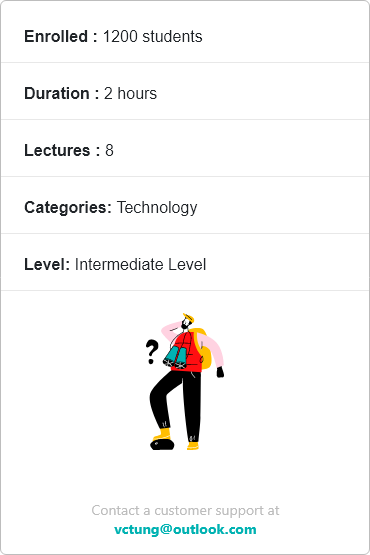 Enrolled : 1200 students
Duration : 2 hours
Lectures : 8
Categories: Technology
Level: Intermediate Level
?
Contact a customer support at
vctung@outlook.com